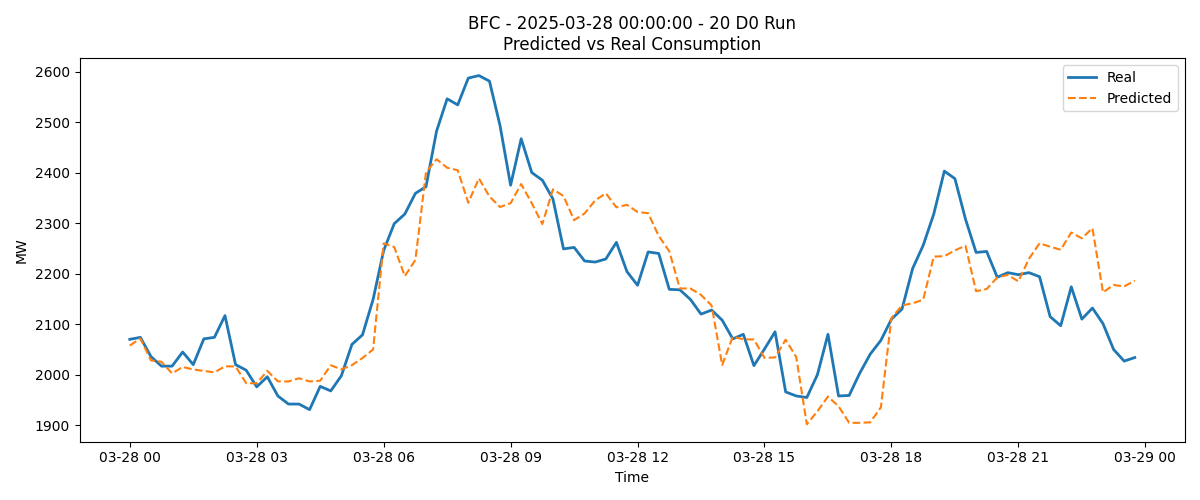 BFC - 2025-03-28 00:00:00 - 20 D0 Run
Predicted vs Real Consumption
Real
Predicted
MW
2600
2500
2400
2300
2200
2100
2000
1900
03-28 00
03-28 03
03-28 06
03-28 09
03-28 12
03-28 15
03-28 18
03-28 21
03-29 00
Time